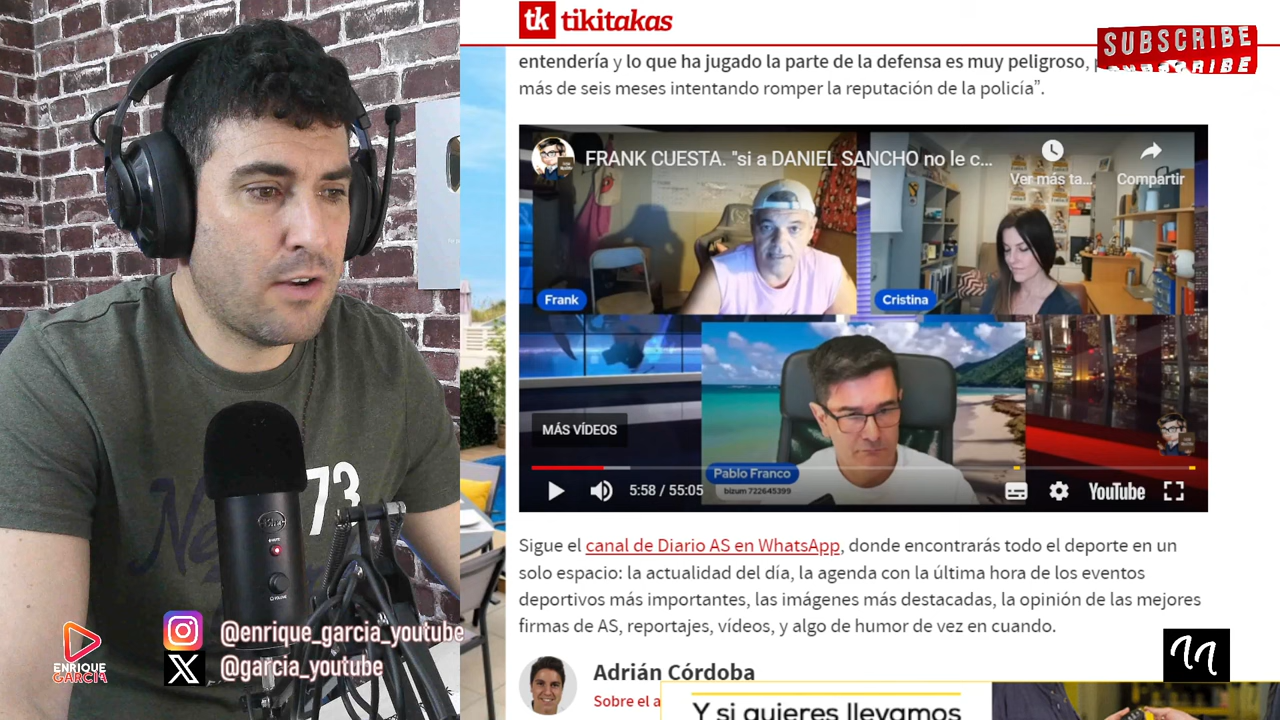 tk tikitakas
SUBSCRIBE
entendería y lo que ha jugado la parte de la defensa es muy peligroso,
más de seis meses intentando romper la reputación de la policía”.
FRANK CUESTA. "si a DANIEL SANCHO no le c...
Ver más ta...
Compartir
Frank
Cristina
MÁS VÍDEOS
Pablo Franco
bizum 722645399
5:58 / 55:05
YouTube
Sigue el canal de Diario AS en WhatsApp, donde encontrarás todo el deporte en un
solo espacio: la actualidad del día, la agenda con la última hora de los eventos
deportivos más importantes, las imágenes más destacadas, la opinión de las mejores
firmas de AS, reportajes, vídeos, y algo de humor de vez en cuando.
Adrián Córdoba
Sobre el a
Y si quieres llevamos
73
ENRIQUE
GARCIA
@enrique_garcia_youtube
@garcia_youtube